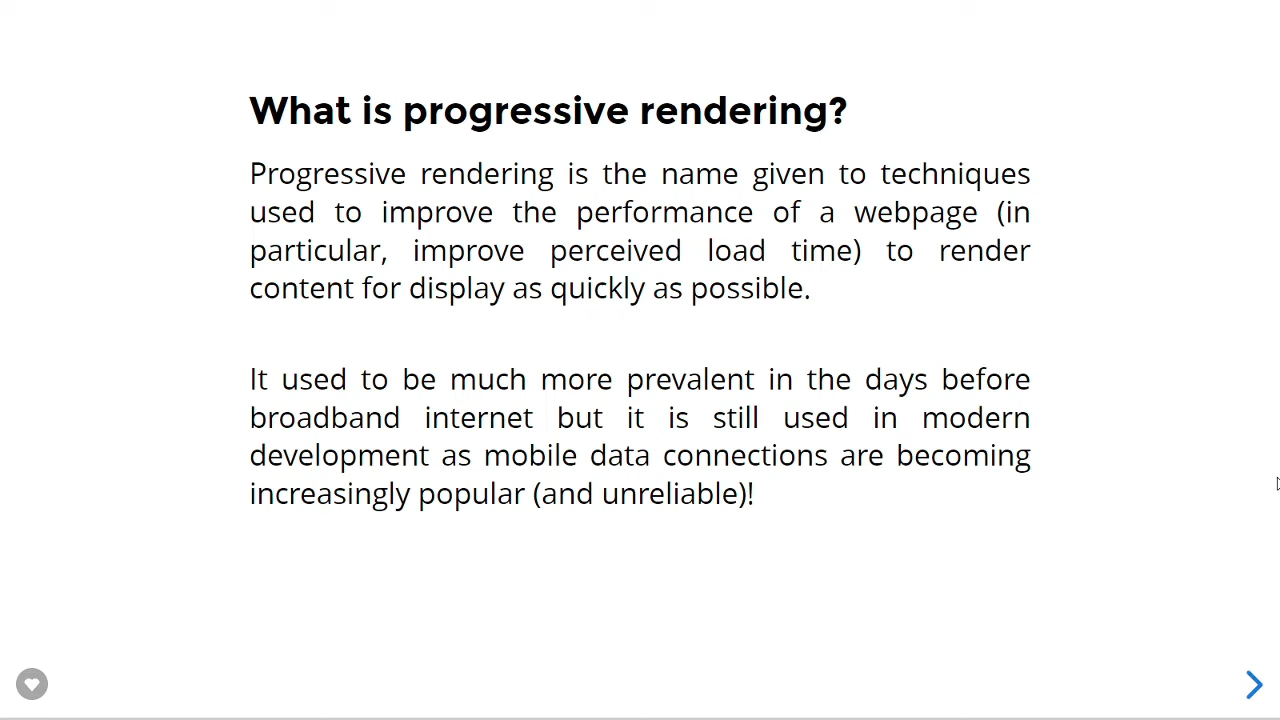 What is progressive rendering?
Progressive rendering is the name given to techniques
used to improve the performance of a webpage (in
particular, improve perceived load time) to render
content for display as quickly as possible.
It used to be much more prevalent in the days before
broadband internet but it is still used in modern
development as mobile data connections are becoming
increasingly popular (and unreliable)!